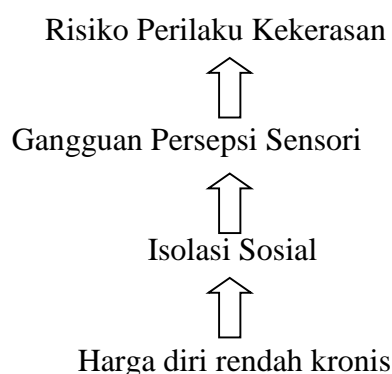 Risiko Perilaku Kekerasan
Gangguan Persepsi Sensori
Isolasi Sosial
Harga diri rendah kronis